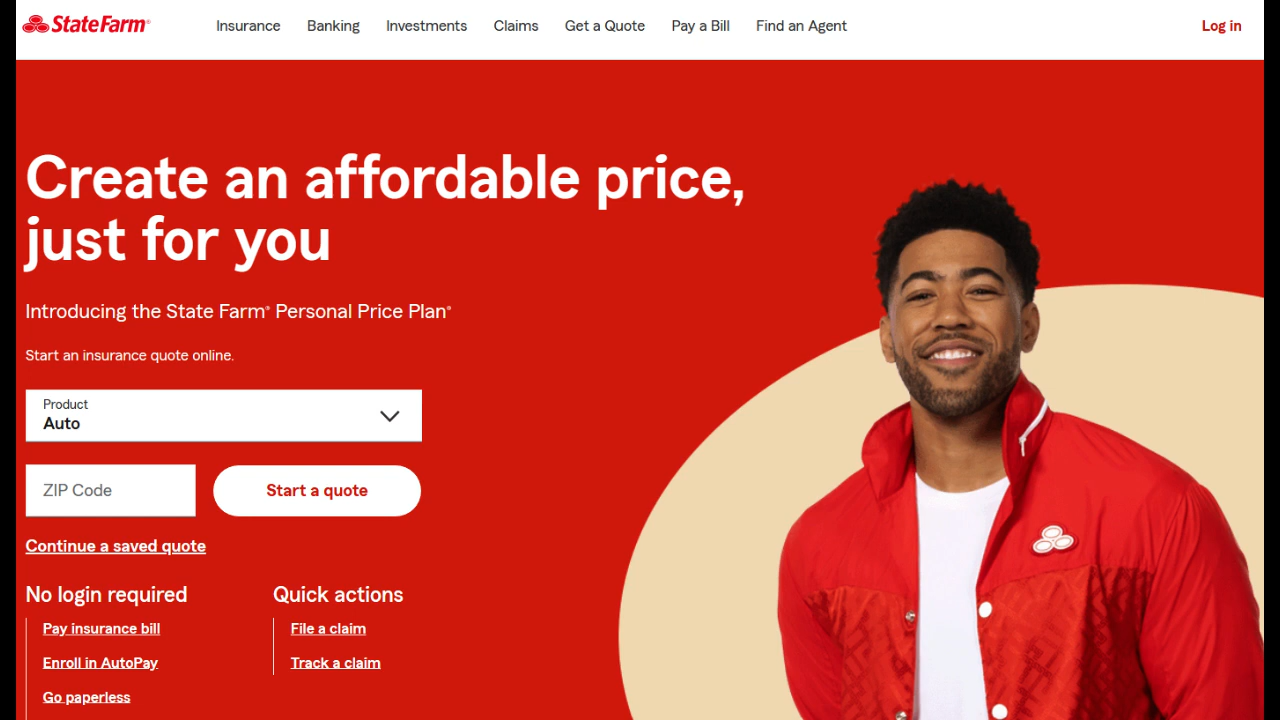 StateFarm®
Insurance Banking Investments Claims Get a Quote Pay a Bill Find an Agent Log in
Create an affordable price,
just for you
Introducing the State Farm® Personal Price Plan®
Start an insurance quote online.
Product
Auto
ZIP Code
Start a quote
Continue a saved quote
No login required
Pay insurance bill
Enroll in AutoPay
Go paperless
Quick actions
File a claim
Track a claim